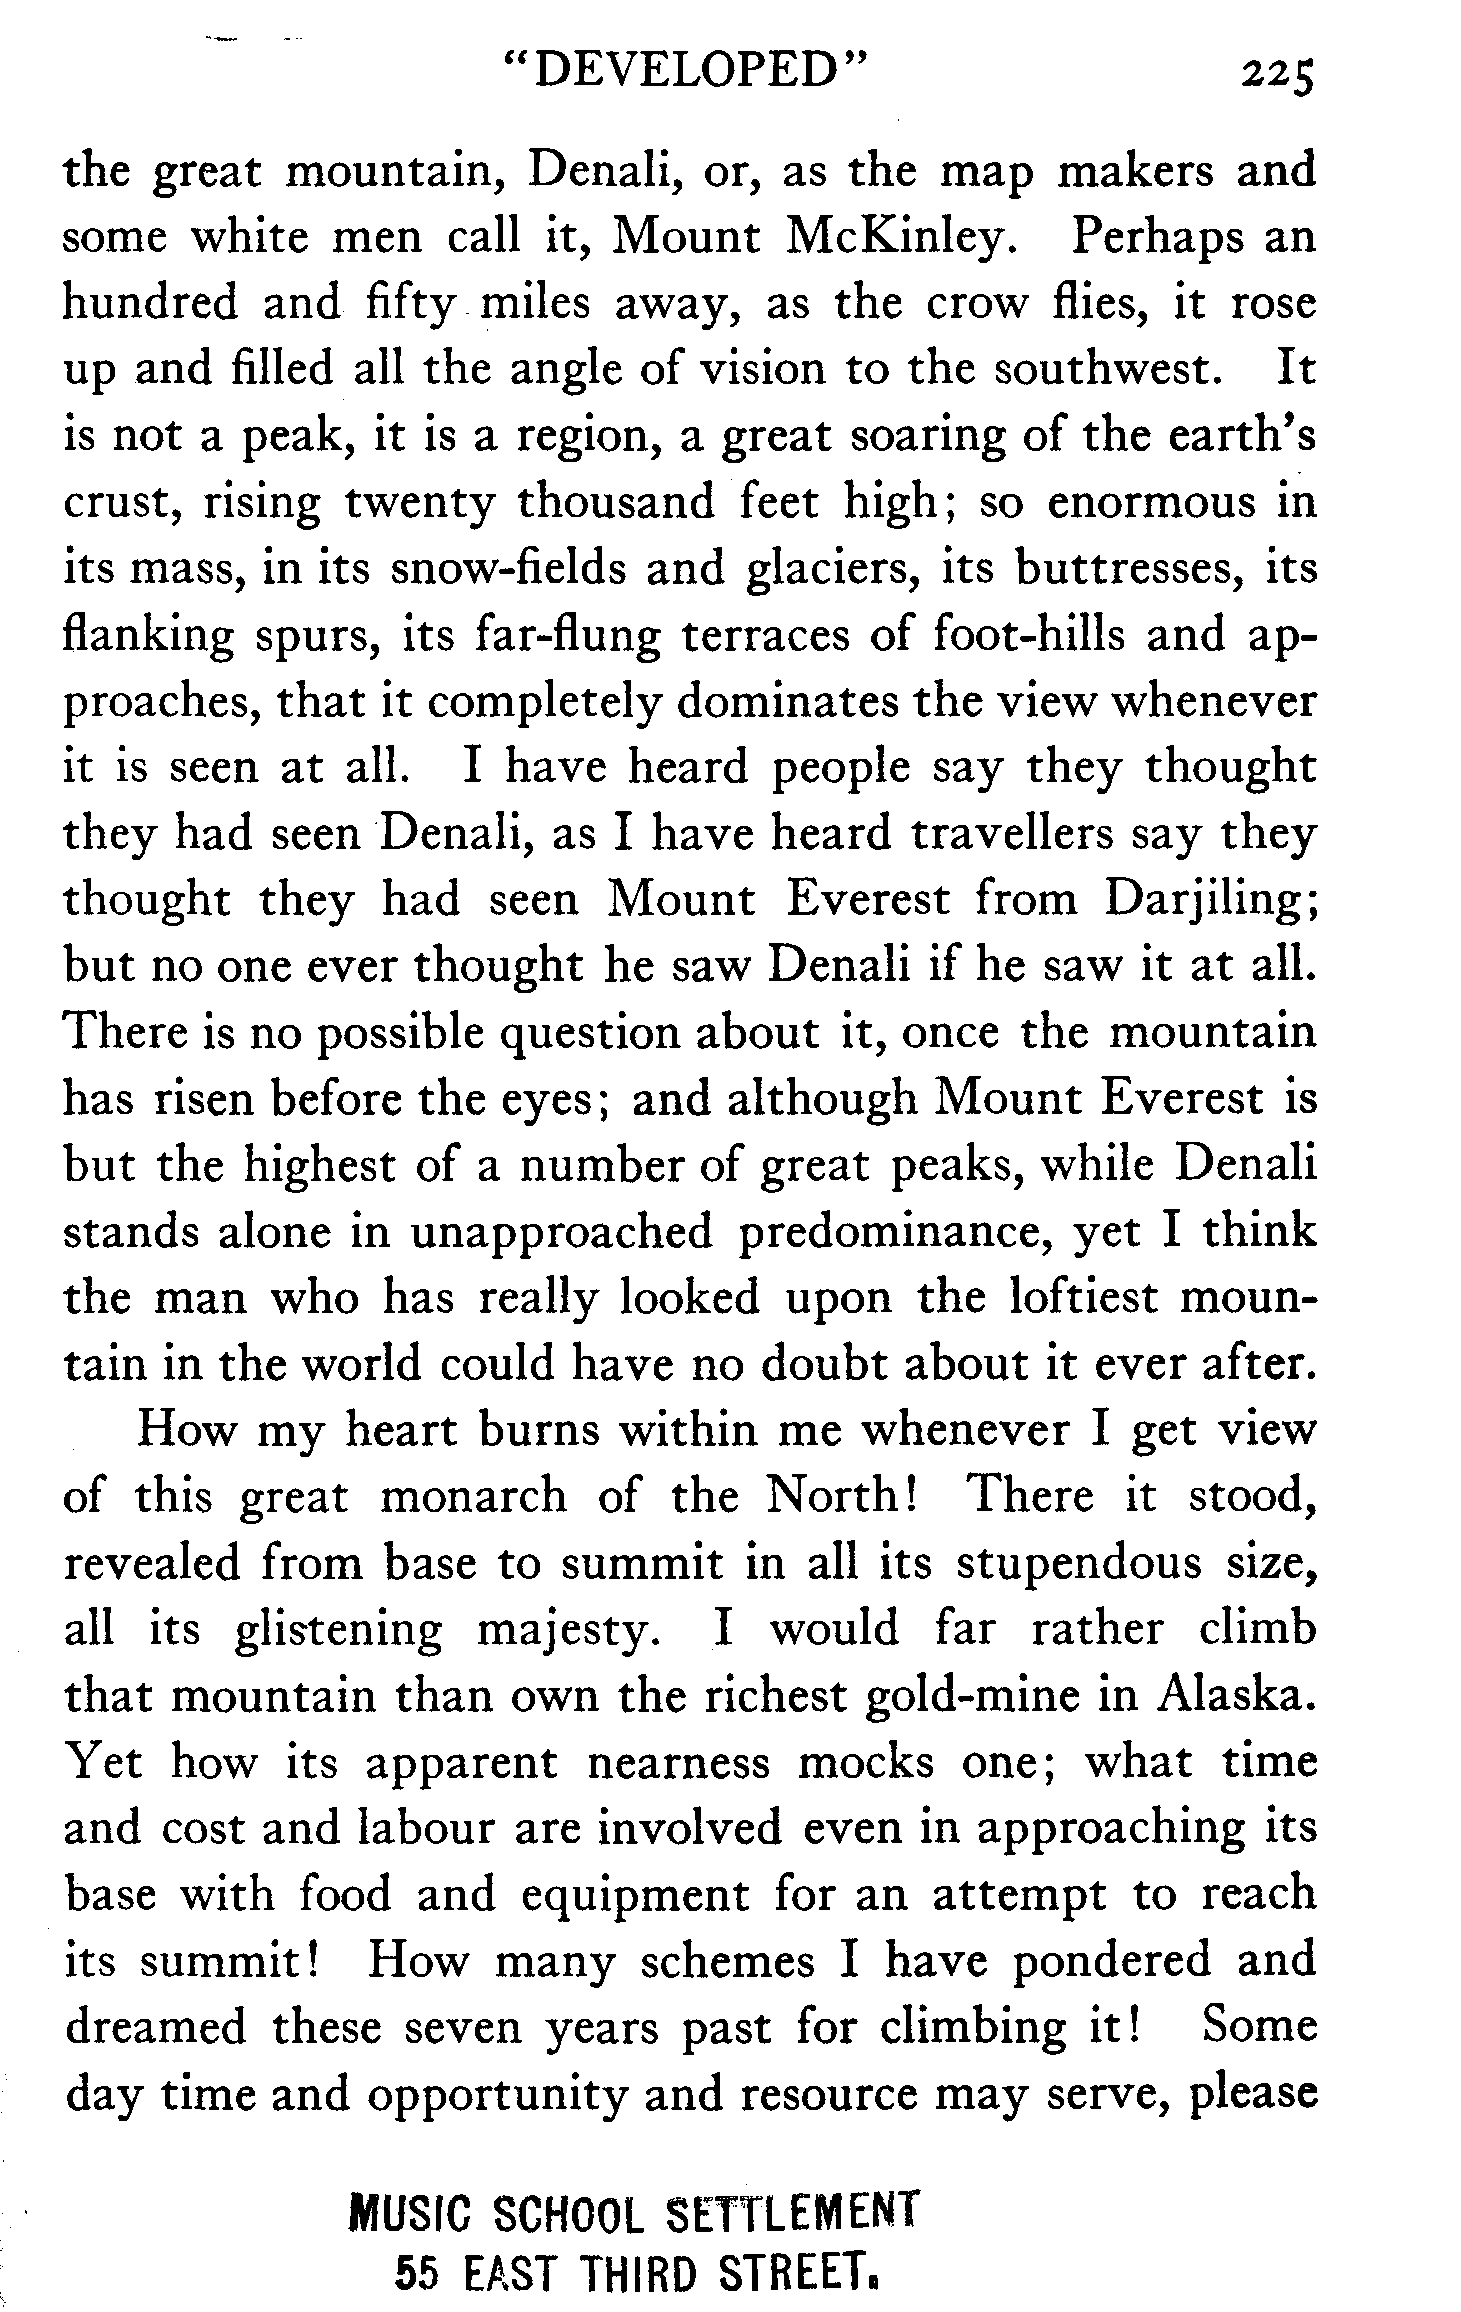 "DEVELOPED" 225
the great mountain, Denali, or, as the map makers and
some white men call it, Mount McKinley. Perhaps an
hundred and fifty miles away, as the crow flies, it rose
up and filled all the angle of vision to the southwest. It
is not a peak, it is a region, a great soaring of the earth's
crust, rising twenty thousand feet high; so enormous in
its mass, in its snow-fields and glaciers, its buttresses, its
flanking spurs, its far-flung terraces of foot-hills and ap-
proaches, that it completely dominates the view whenever
it is seen at all. I have heard people say they thought
they had seen Denali, as I have heard travellers say they
thought they had seen Mount Everest from Darjiling;
but no one ever thought he saw Denali if he saw it at all.
There is no possible question about it, once the mountain
has risen before the eyes; and although Mount Everest is
but the highest of a number of great peaks, while Denali
stands alone in unapproached predominance, yet I think
the man who has really looked upon the loftiest moun-
tain in the world could have no doubt about it ever after.
How my heart burns within me whenever I get view
of this great monarch of the North! There it stood,
revealed from base to summit in all its stupendous size,
all its glistening majesty. I would far rather climb
that mountain than own the richest gold-mine in Alaska.
Yet how its apparent nearness mocks one; what time
and cost and labour are involved even in approaching its
base with food and equipment for an attempt to reach
its summit! How many schemes I have pondered and
dreamed these seven years past for climbing it! Some
day time and opportunity and resource may serve, please
MUSIC SCHOOL SETTLEMENT
55 EAST THIRD STREET.